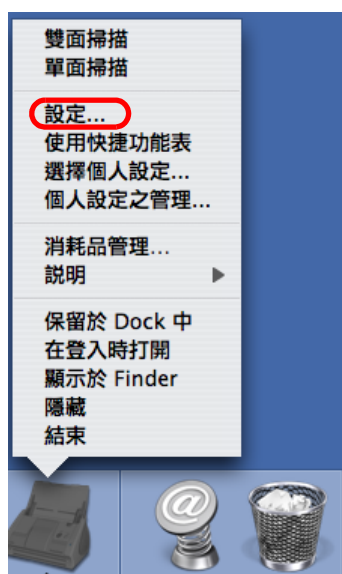 雙面掃描
單面掃描
設定...
使用快捷功能表
選擇個人設定...
個人設定之管理...
消耗品管理...
說明
保留於 Dock 中
在登入時打開
顯示於 Finder
隱藏
結束
@